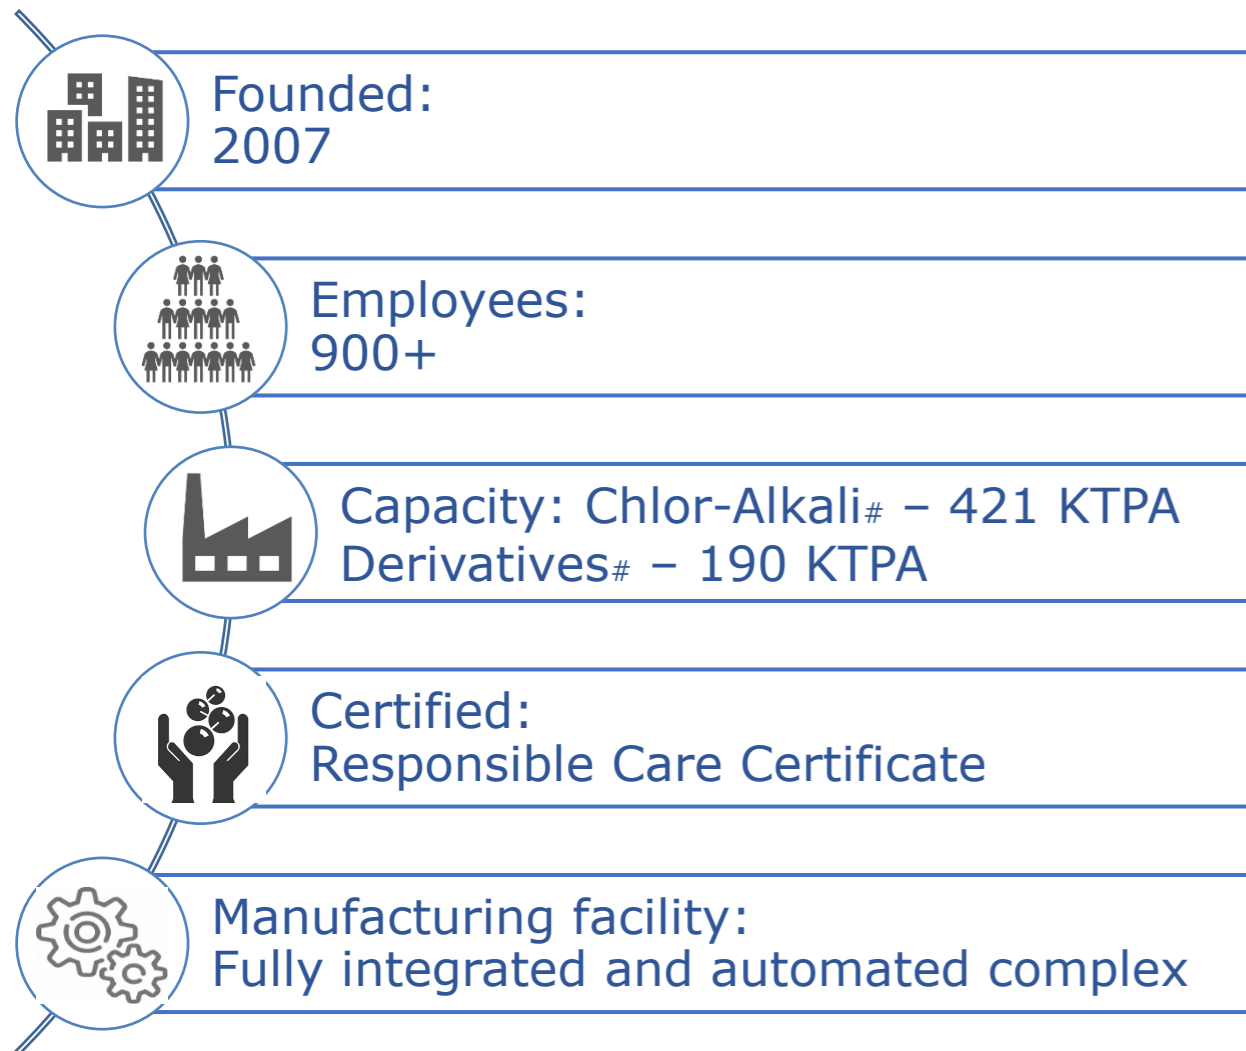 Founded:
2007
Employees:
900+
Capacity: Chlor-Alkali# – 421 KTPA
Derivatives# – 190 KTPA
Certified:
Responsible Care Certificate
Manufacturing facility:
Fully integrated and automated complex